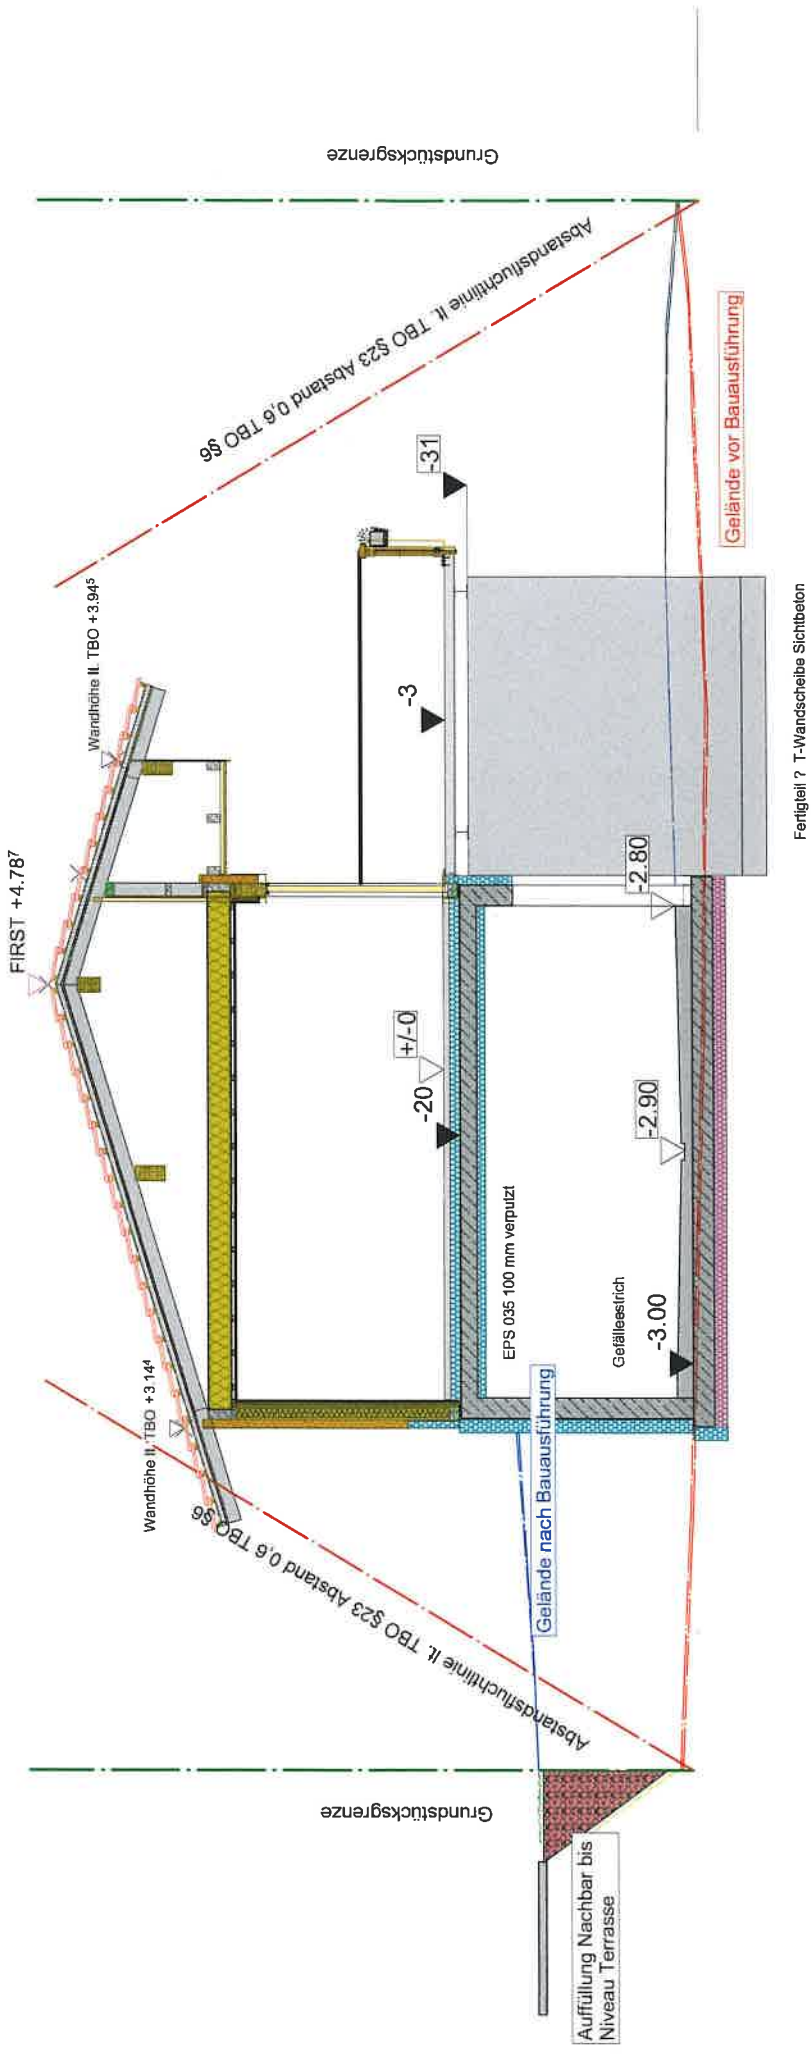 FIRST +4.78⁷
Wandhöhe lt. TBO +3.14⁴
Wandhöhe lt. TBO +3.94⁵
Abstandsfluchtlinie lt. TBO §23 Abstand 0,6 TBO §6
Abstandsfluchtlinie lt. TBO §23 Abstand 0,6 TBO §6
Grundstücksgrenze
Grundstücksgrenze
+/-0
-20
-3
-31
EPS 035 100 mm verputzt
Gefälleestrich
-3.00
-2.90
-2.80
Gelände nach Bauausführung
Gelände vor Bauausführung
Auffüllung Nachbar bis
Niveau Terrasse
Fertigteil ? T-Wandscheibe Sichtbeton